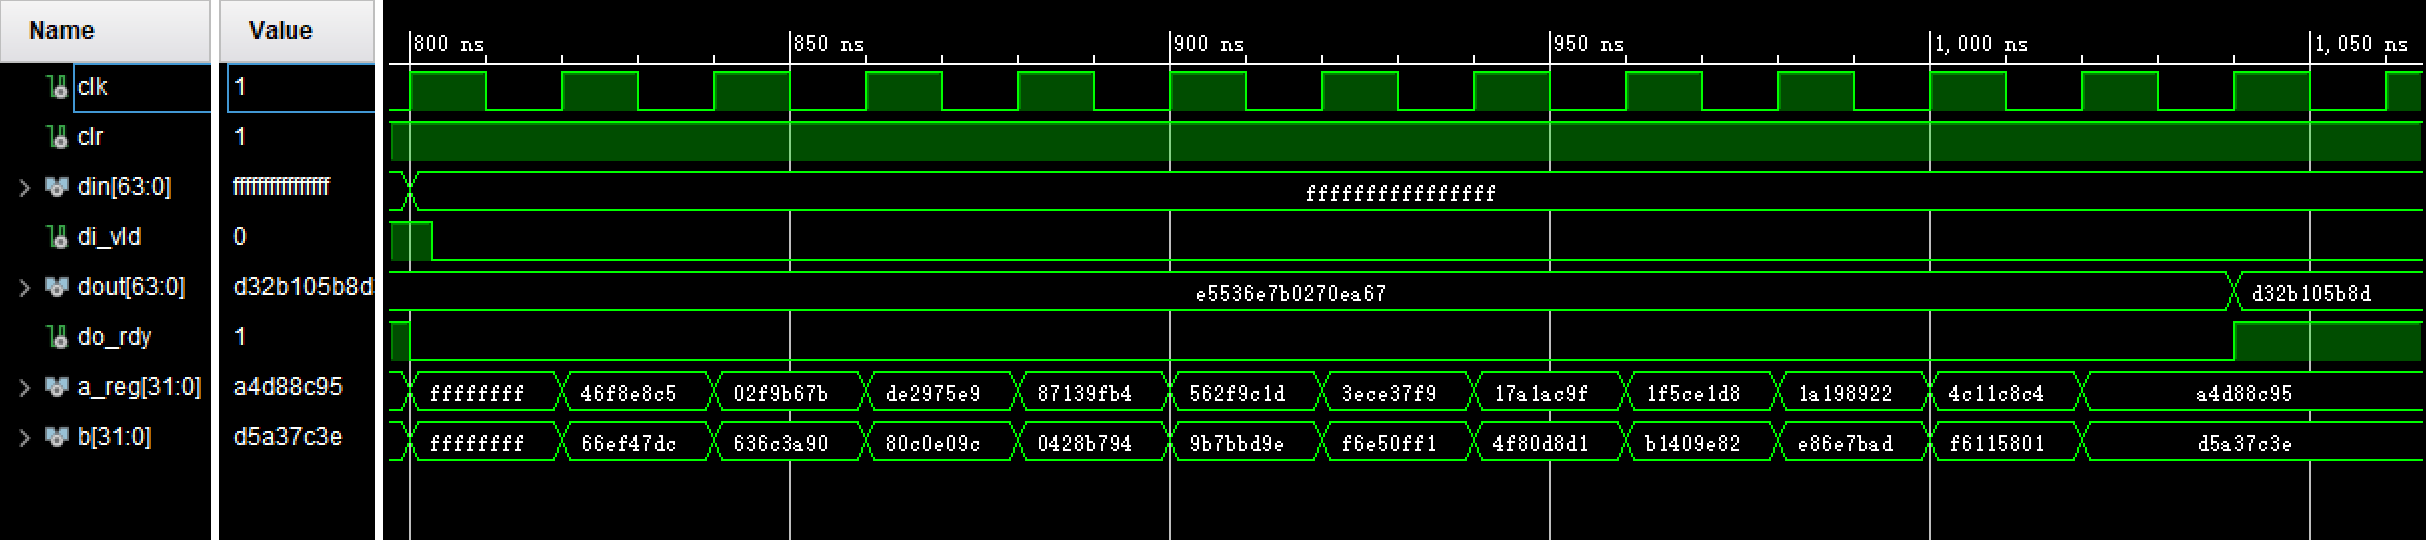 Name Value
800 ns 850 ns 900 ns 950 ns 1,000 ns 1,050 ns
clk 1
clr 1
din[63:0] ffffffffffffffff ffffffffffffffff
di_vld 0
dout[63:0] d32b105b8d e5536e7b0270ea67 d32b105b8d
do_rdy 1
a_reg[31:0] a4d88c95 ffffffff 46f8e8c5 02f9b67b de2975e9 87139fb4 562f9c1d 3ece37f9 17a1ac9f 1f5ce1d8 1a198922 4c11c8c4 a4d88c95
b[31:0] d5a37c3e ffffffff 66ef47dc 636c3a90 80c0e09c 0428b794 9b7bbd9e f6e50ff1 4f80d8d1 b1409e82 e86e7bad f6115801 d5a37c3e